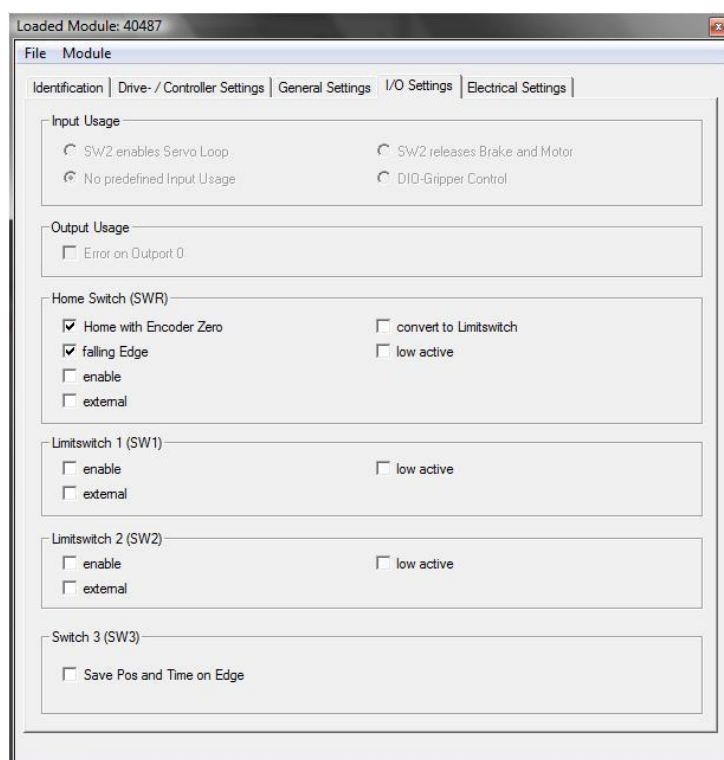 Loaded Module: 40487
File Module
Identification Drive- / Controller Settings General Settings I/O Settings Electrical Settings
Input Usage
SW2 enables Servo Loop SW2 releases Brake and Motor
No predefined Input Usage DIO-Gripper Control
Output Usage
Error on Outport 0
Home Switch (SWR)
Home with Encoder Zero convert to Limitswitch
falling Edge low active
enable
external
Limitswitch 1 (SW1)
enable low active
external
Limitswitch 2 (SW2)
enable low active
external
Switch 3 (SW3)
Save Pos and Time on Edge